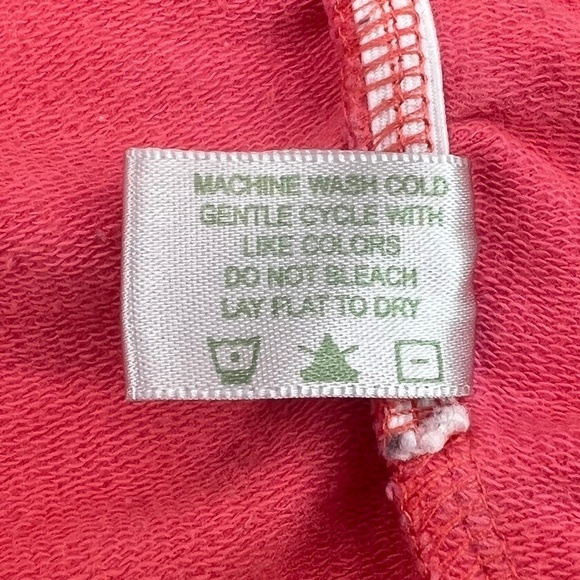 MACHINE WASH COLD
GENTLE CYCLE WITH
LIKE COLORS
DO NOT BLEACH
LAY FLAT TO DRY